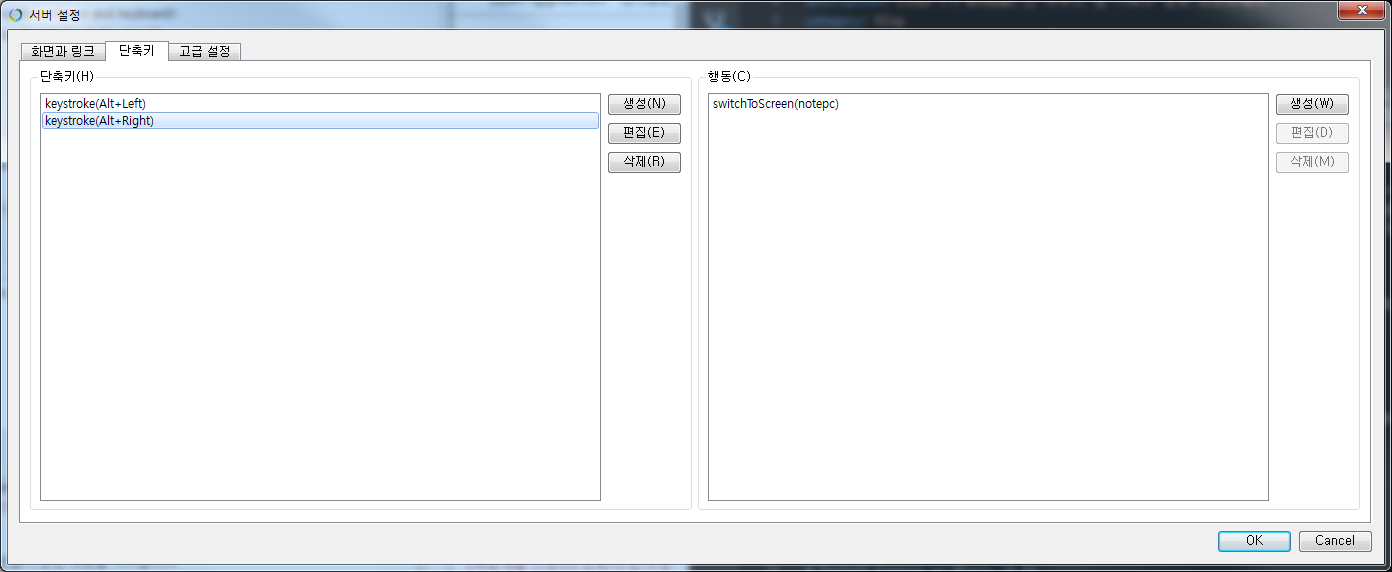 서버 설정
화면과 링크 단축키 고급 설정
단축키(H)
keystroke(Alt+Left)
keystroke(Alt+Right)
생성(N)
편집(E)
삭제(R)
행동(C)
switchToScreen(notepc)
생성(W)
편집(D)
삭제(M)
OK Cancel